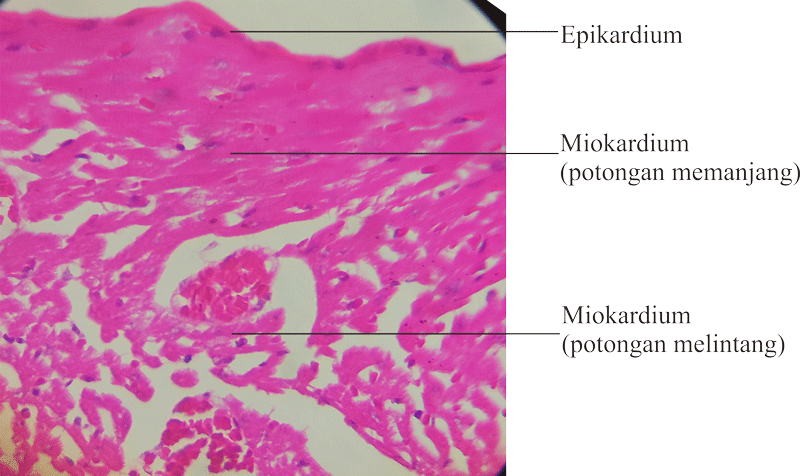 Epikardium
Miokardium
(potongan memanjang)
Miokardium
(potongan melintang)